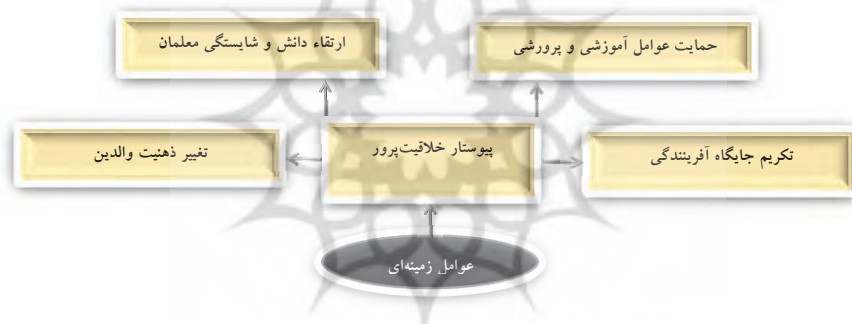 حمایت عوامل آموزشی و پرورشی
ارتقاء دانش و شایستگی معلمان
تکریم جایگاه آفرینندگی
پیوستار خلاقیت‌پرور
تغییر ذهنیت والدین
عوامل زمینه‌ای